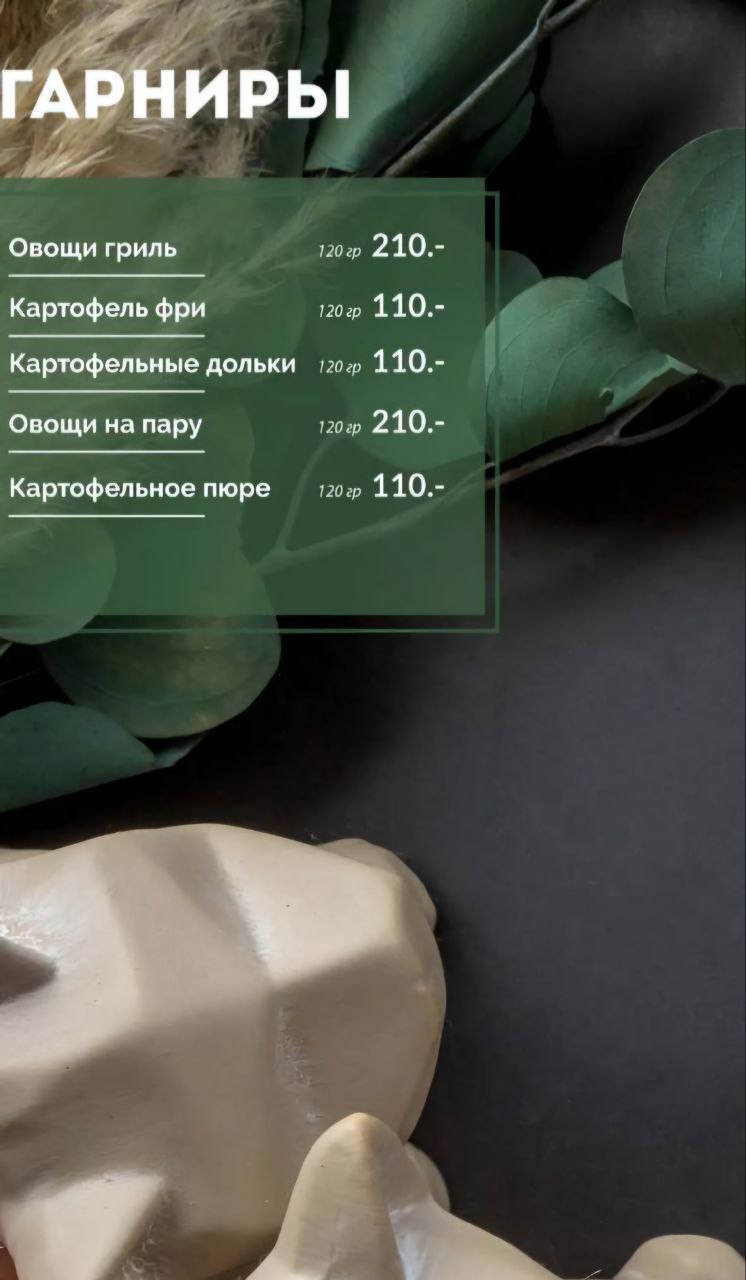 ГАРНИРЫ
Овощи гриль 120 гр 210.-
Картофель фри 120 гр 110.-
Картофельные дольки 120 гр 110.-
Овощи на пару 120 гр 210.-
Картофельное пюре 120 гр 110.-